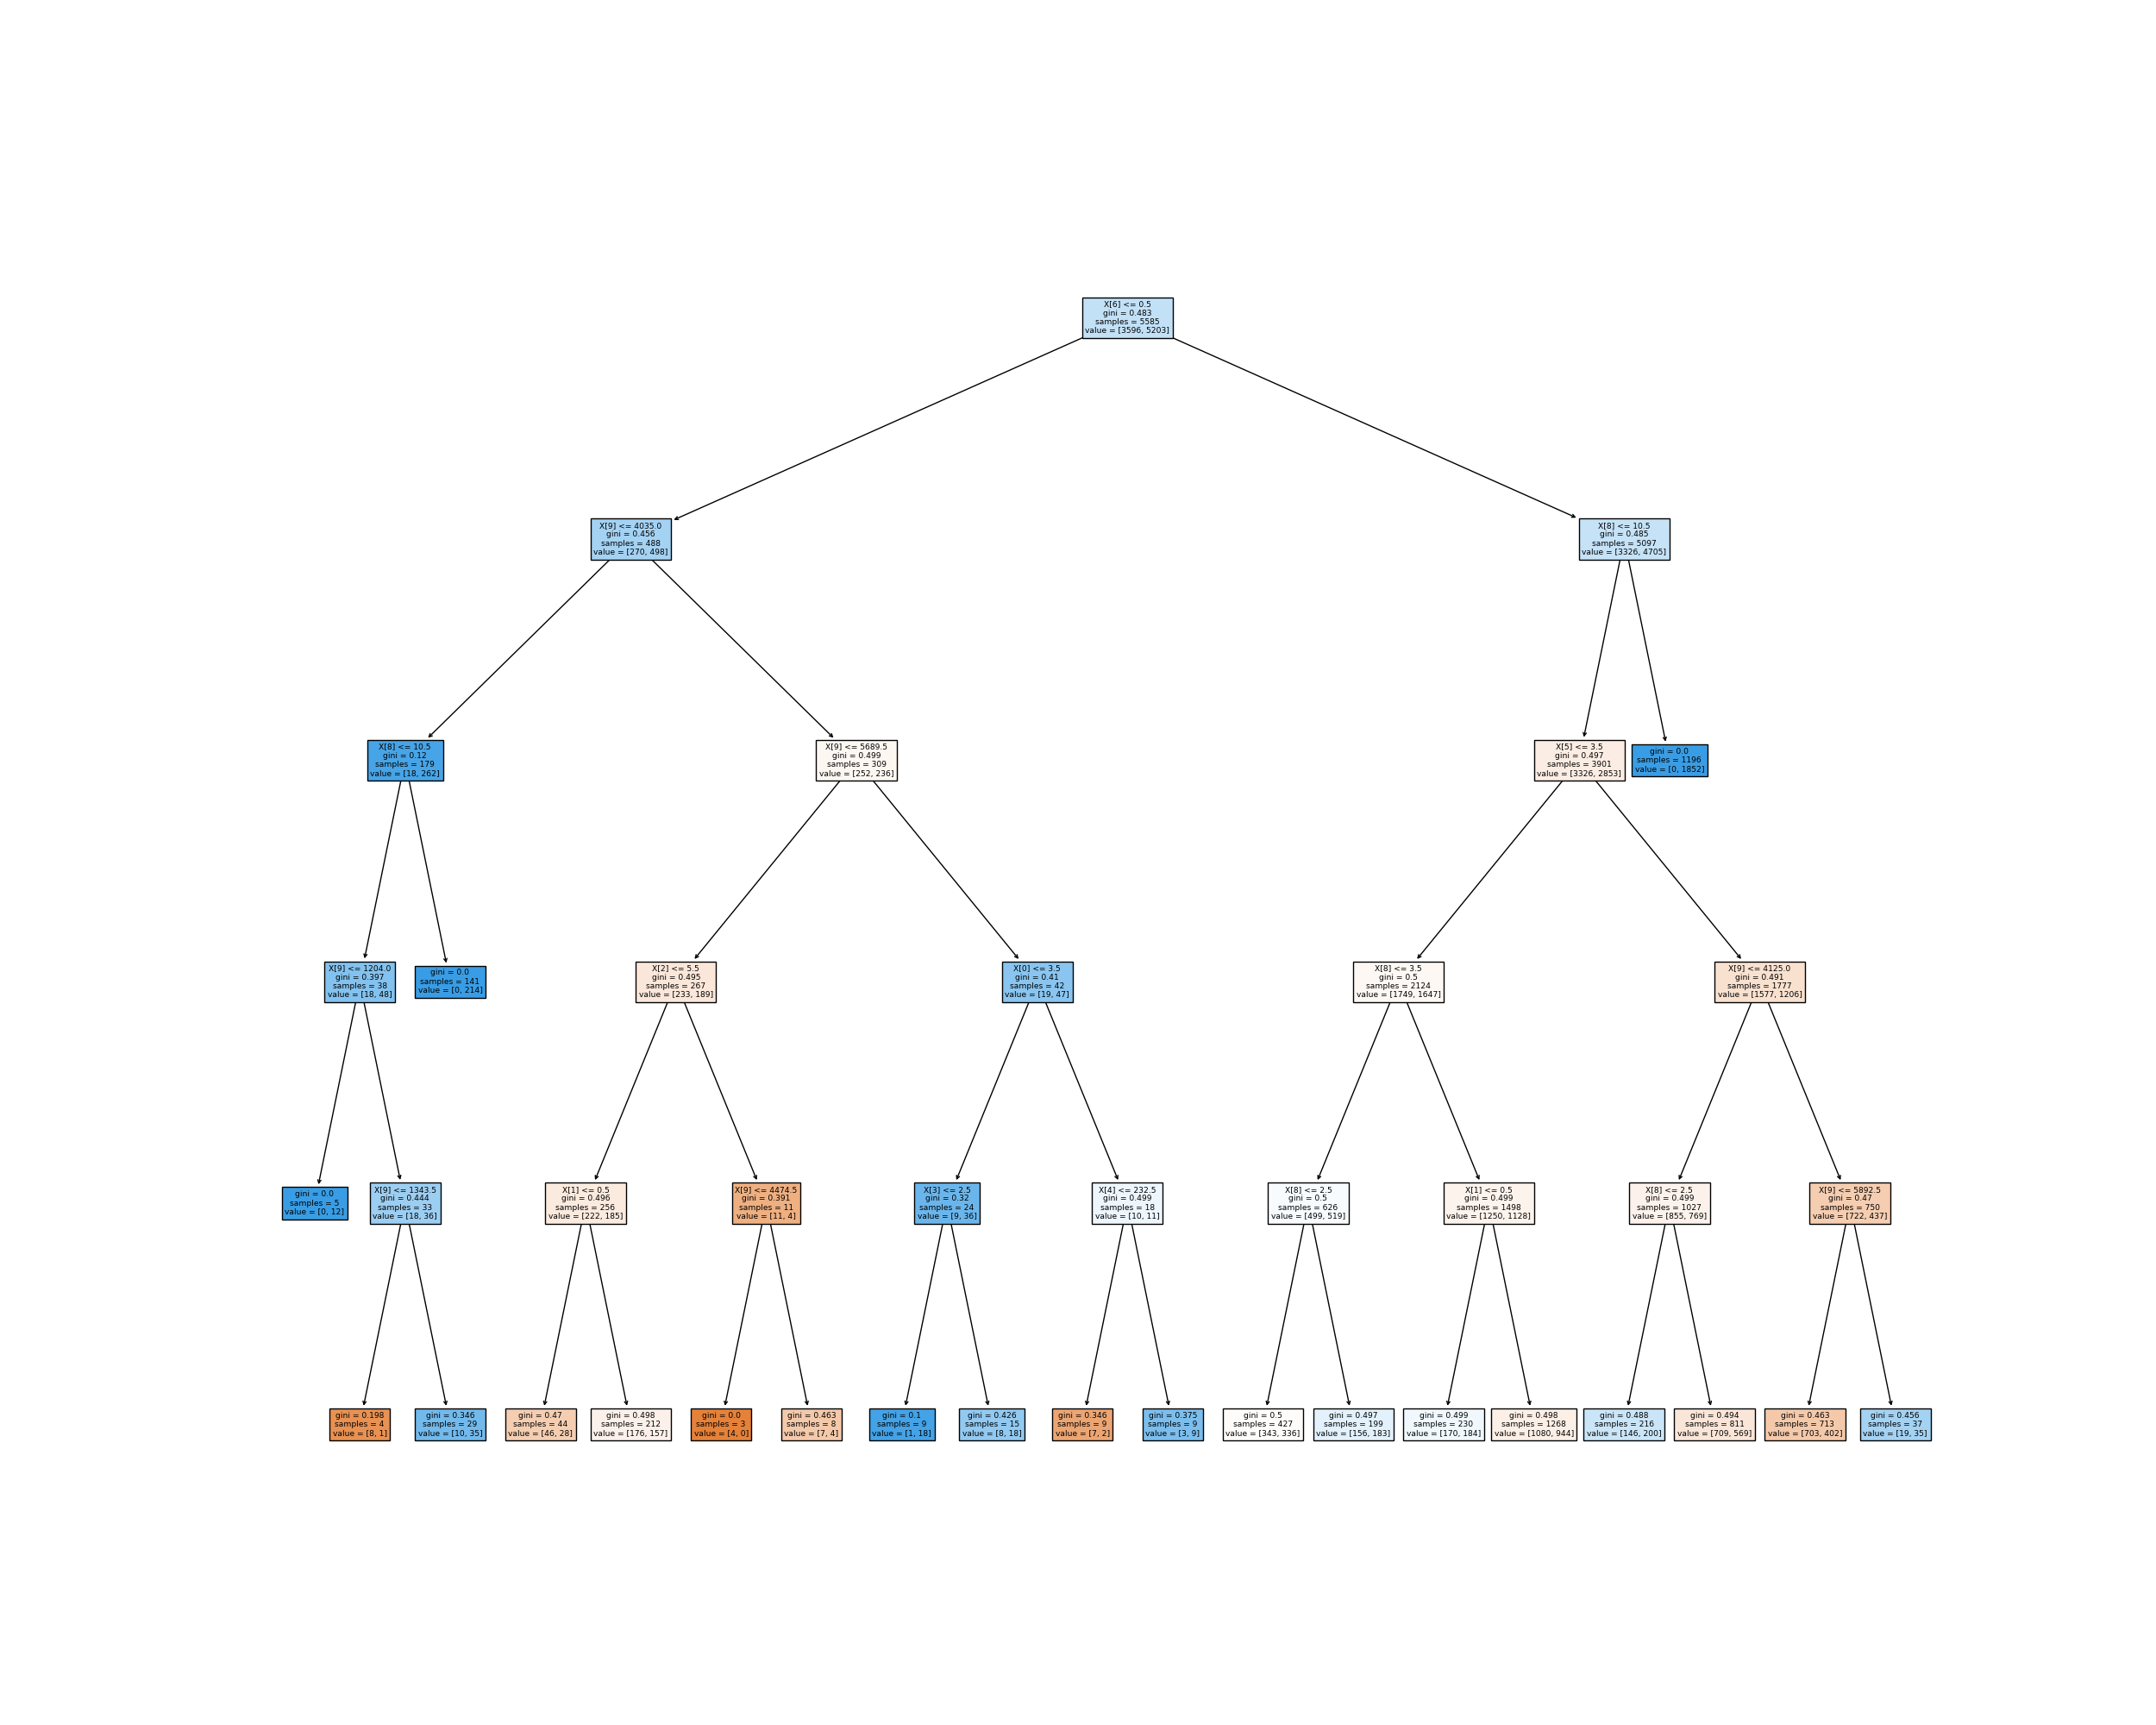 X[6] <= 0.5
gini = 0.483
samples = 5585
value = [3596, 5203]
X[9] <= 4035.0
gini = 0.456
samples = 488
value = [270, 498]
X[8] <= 10.5
gini = 0.485
samples = 5097
value = [3326, 4705]
X[8] <= 10.5
gini = 0.12
samples = 179
value = [18, 262]
X[9] <= 5689.5
gini = 0.499
samples = 309
value = [252, 236]
X[5] <= 3.5
gini = 0.497
samples = 3901
value = [3326, 2853]
gini = 0.0
samples = 1196
value = [0, 1852]
X[9] <= 1204.0
gini = 0.397
samples = 38
value = [18, 48]
gini = 0.0
samples = 141
value = [0, 214]
X[2] <= 5.5
gini = 0.495
samples = 267
value = [233, 189]
X[0] <= 3.5
gini = 0.41
samples = 42
value = [19, 47]
X[8] <= 3.5
gini = 0.5
samples = 2124
value = [1749, 1647]
X[9] <= 4125.0
gini = 0.491
samples = 1777
value = [1577, 1206]
gini = 0.0
samples = 5
value = [0, 12]
X[9] <= 1343.5
gini = 0.444
samples = 33
value = [18, 36]
X[1] <= 0.5
gini = 0.496
samples = 256
value = [222, 185]
X[9] <= 4474.5
gini = 0.391
samples = 11
value = [11, 4]
X[3] <= 2.5
gini = 0.32
samples = 24
value = [9, 36]
X[4] <= 232.5
gini = 0.499
samples = 18
value = [10, 11]
X[8] <= 2.5
gini = 0.5
samples = 626
value = [499, 519]
X[1] <= 0.5
gini = 0.499
samples = 1498
value = [1250, 1128]
X[8] <= 2.5
gini = 0.499
samples = 1027
value = [855, 769]
X[9] <= 5892.5
gini = 0.47
samples = 750
value = [722, 437]
gini = 0.198
samples = 4
value = [8, 1]
gini = 0.346
samples = 29
value = [10, 35]
gini = 0.47
samples = 44
value = [46, 28]
gini = 0.498
samples = 212
value = [176, 157]
gini = 0.0
samples = 3
value = [4, 0]
gini = 0.463
samples = 8
value = [7, 4]
gini = 0.1
samples = 9
value = [1, 18]
gini = 0.426
samples = 15
value = [8, 18]
gini = 0.346
samples = 9
value = [7, 2]
gini = 0.375
samples = 9
value = [3, 9]
gini = 0.5
samples = 427
value = [343, 336]
gini = 0.497
samples = 199
value = [156, 183]
gini = 0.499
samples = 230
value = [170, 184]
gini = 0.498
samples = 1268
value = [1080, 944]
gini = 0.488
samples = 216
value = [146, 200]
gini = 0.494
samples = 811
value = [709, 569]
gini = 0.463
samples = 713
value = [703, 402]
gini = 0.456
samples = 37
value = [19, 35]